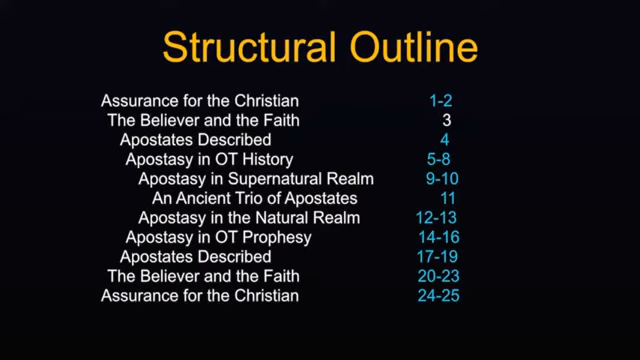 Structural Outline
Assurance for the Christian 1-2
The Believer and the Faith 3
Apostates Described 4
Apostasy in OT History 5-8
Apostasy in Supernatural Realm 9-10
An Ancient Trio of Apostates 11
Apostasy in the Natural Realm 12-13
Apostasy in OT Prophesy 14-16
Apostates Described 17-19
The Believer and the Faith 20-23
Assurance for the Christian 24-25